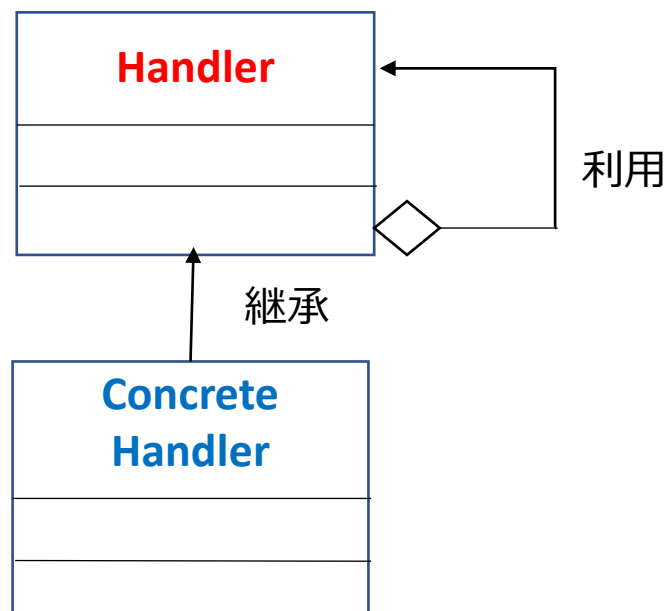 Handler
利用
継承
Concrete
Handler